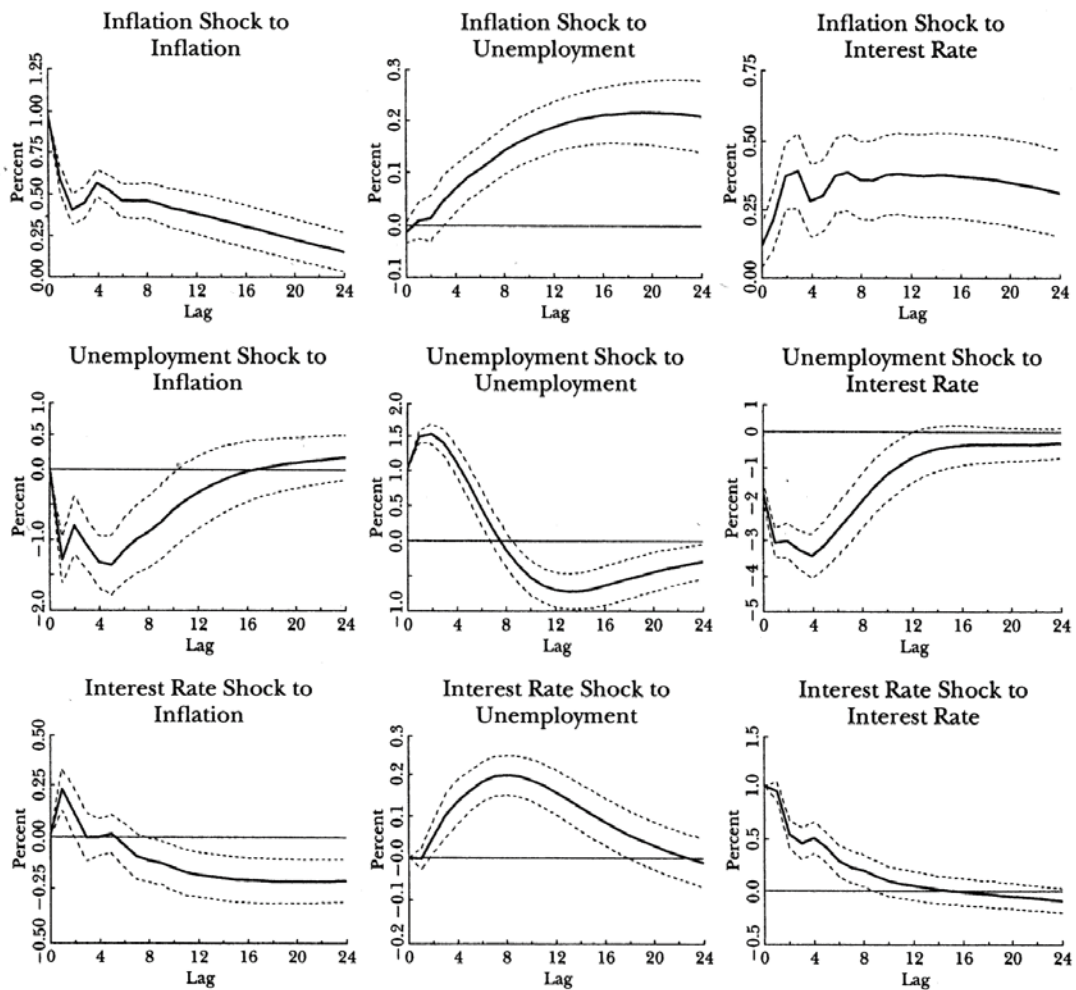 Inflation Shock to
Inflation
Percent
0.00 0.25 0.50 0.75 1.00 1.25
0 4 8 12 16 20 24
Lag
Inflation Shock to
Unemployment
Percent
0.1 0.0 0.1 0.2 0.3
10 4 8 12 16 20 24
Lag
Inflation Shock to
Interest Rate
Percent
0.00 0.25 0.50 0.75
0 4 8 12 16 20 24
Lag
Unemployment Shock to
Inflation
Percent
−2.0 −1.0 0.0 0.5 1.0
0 4 8 12 16 20 24
Lag
Unemployment Shock to
Unemployment
Percent
1.0 0.0 0.5 1.0 1.5 2.0
−0 4 8 12 16 20 24
Lag
Unemployment Shock to
Interest Rate
Percent
−5 −4 −3 −2 −1 0 1
0 4 8 12 16 20 24
Lag
Interest Rate Shock to
Inflation
Percent
−0.50 −0.25 0.00 0.25 0.50
0 4 8 12 16 20 24
Lag
Interest Rate Shock to
Unemployment
Percent
0.2 −0.1 −0.0 0.1 0.2 0.3
−0 4 8 12 16 20 24
Lag
Interest Rate Shock to
Interest Rate
Percent
0.5 0.0 0.5 1.0 1.5
−0 4 8 12 16 20 24
Lag